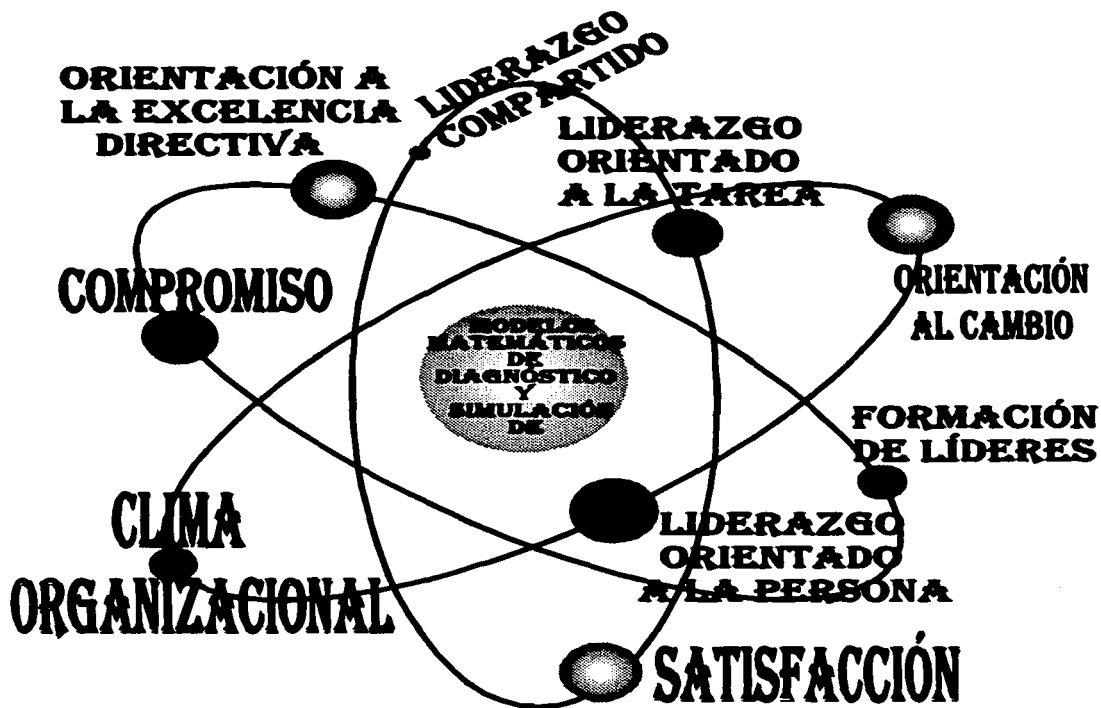 LIDERAZGO
COMPARTIDO
ORIENTACIÓN A
LA EXCELENCIA
DIRECTIVA
LIDERAZGO
ORIENTADO
A LA TAREA
COMPROMISO
ORIENTACIÓN
AL CAMBIO
MODELOS
MATEMÁTICOS
DE
DIAGNÓSTICO
Y
SIMULACIÓN
DE
FORMACIÓN
DE LÍDERES
CLIMA
ORGANIZACIONAL
LIDERAZGO
ORIENTADO
A LA PERSONA
SATISFACCIÓN